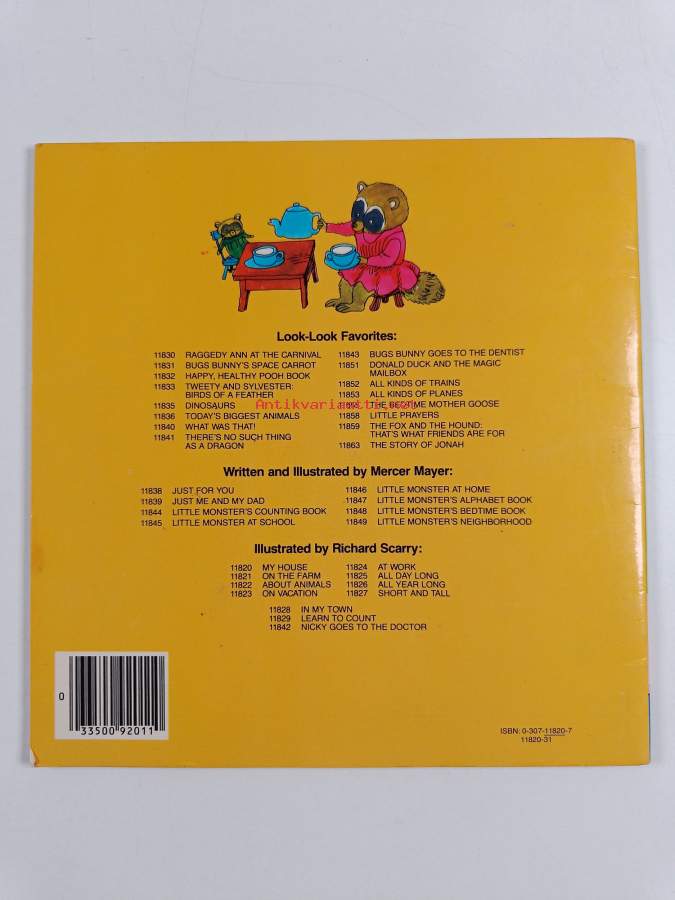 Look-Look Favorites:
11830 RAGGEDY ANN AT THE CARNIVAL
11831 BUGS BUNNY'S SPACE CARROT
11832 HAPPY, HEALTHY POOH BOOK
11833 TWEETY AND SYLVESTER:
BIRDS OF A FEATHER
11835 DINOSAURS
11836 TODAY'S BIGGEST ANIMALS
11840 WHAT WAS THAT!
11841 THERE'S NO SUCH THING
AS A DRAGON
11843 BUGS BUNNY GOES TO THE DENTIST
11851 DONALD DUCK AND THE MAGIC
MAILBOX
11852 ALL KINDS OF TRAINS
11853 ALL KINDS OF PLANES
MOTHER GOOSE
11858 LITTLE PRAYERS
11859 THE FOX AND THE HOUND:
THAT'S WHAT FRIENDS ARE FOR
11863 THE STORY OF JONAH
Antikvariaatti.net
Written and Illustrated by Mercer Mayer:
11838 JUST FOR YOU
11839 JUST ME AND MY DAD
11844 LITTLE MONSTER'S COUNTING BOOK
11845 LITTLE MONSTER AT SCHOOL
11846 LITTLE MONSTER AT HOME
11847 LITTLE MONSTER'S ALPHABET BOOK
11848 LITTLE MONSTER'S BEDTIME BOOK
11849 LITTLE MONSTER'S NEIGHBORHOOD
Illustrated by Richard Scarry:
11820 MY HOUSE
11821 ON THE FARM
11822 ABOUT ANIMALS
11823 ON VACATION
11824 AT WORK
11825 ALL DAY LONG
11826 ALL YEAR LONG
11827 SHORT AND TALL
11828 IN MY TOWN
11829 LEARN TO COUNT
11842 NICKY GOES TO THE DOCTOR
0
33500 92011
ISBN: 0-307-11820-7
11820-31